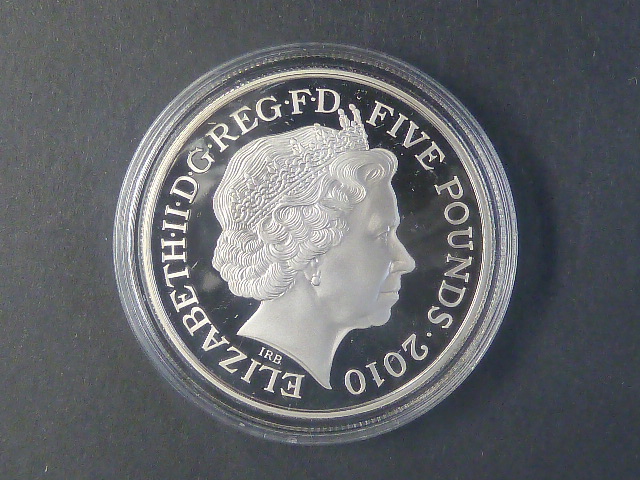 ELIZABETH·II·D·G·REG·F·D FIVE POUNDS·2010
IRB